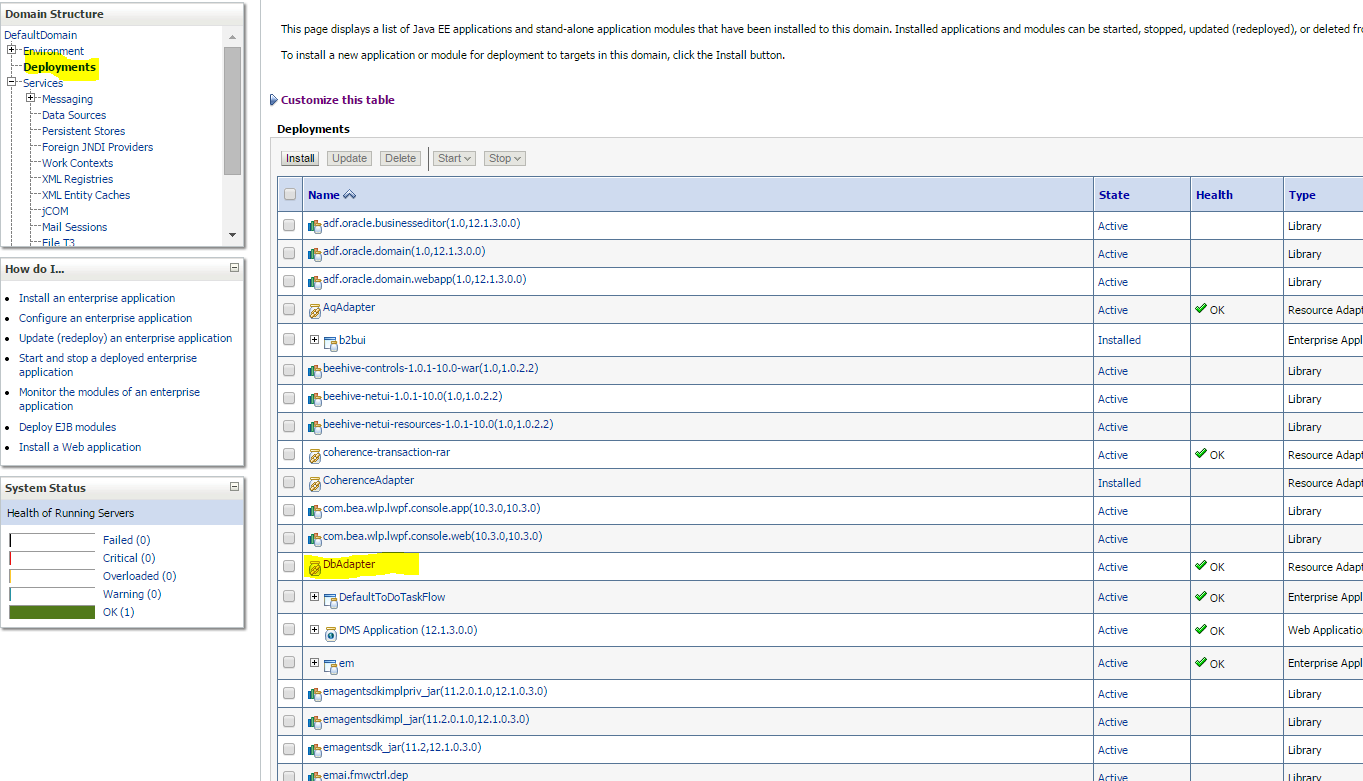 Domain Structure
DefaultDomain
Environment
Deployments
Services
Messaging
Data Sources
Persistent Stores
Foreign JNDI Providers
Work Contexts
XML Registries
XML Entity Caches
jCOM
Mail Sessions
File T3
How do I...
Install an enterprise application
Configure an enterprise application
Update (redeploy) an enterprise application
Start and stop a deployed enterprise
application
Monitor the modules of an enterprise
application
Deploy EJB modules
Install a Web application
System Status
Health of Running Servers
Failed (0)
Critical (0)
Overloaded (0)
Warning (0)
OK (1)
This page displays a list of Java EE applications and stand-alone application modules that have been installed to this domain. Installed applications and modules can be started, stopped, updated (redeployed), or deleted fro
To install a new application or module for deployment to targets in this domain, click the Install button.
Customize this table
Deployments
Install Update Delete Start Stop
Name State Health Type
adf.oracle.businesseditor(1.0,12.1.3.0.0) Active Library
adf.oracle.domain(1.0,12.1.3.0.0) Active Library
adf.oracle.domain.webapp(1.0,12.1.3.0.0) Active Library
AqAdapter Active OK Resource Adapt
b2bui Installed Enterprise Appl
beehive-controls-1.0.1-10.0-war(1.0,1.0.2.2) Active Library
beehive-netui-1.0.1-10.0(1.0,1.0.2.2) Active Library
beehive-netui-resources-1.0.1-10.0(1.0,1.0.2.2) Active Library
coherence-transaction-rar Active OK Resource Adapt
CoherenceAdapter Installed Resource Adapt
com.bea.wlp.lwpf.console.app(10.3.0,10.3.0) Active Library
com.bea.wlp.lwpf.console.web(10.3.0,10.3.0) Active Library
DbAdapter Active OK Resource Adapt
DefaultToDoTaskFlow Active OK Enterprise Appl
DMS Application (12.1.3.0.0) Active OK Web Applicatio
em Active OK Enterprise Appl
emagentsdkimplpriv_jar(11.2.0.1.0,12.1.0.3.0) Active Library
emagentsdkimpl_jar(11.2.0.1.0,12.1.0.3.0) Active Library
emagentsdk_jar(11.2,12.1.0.3.0) Active Library
emai.fmwctrl.dep Active Library